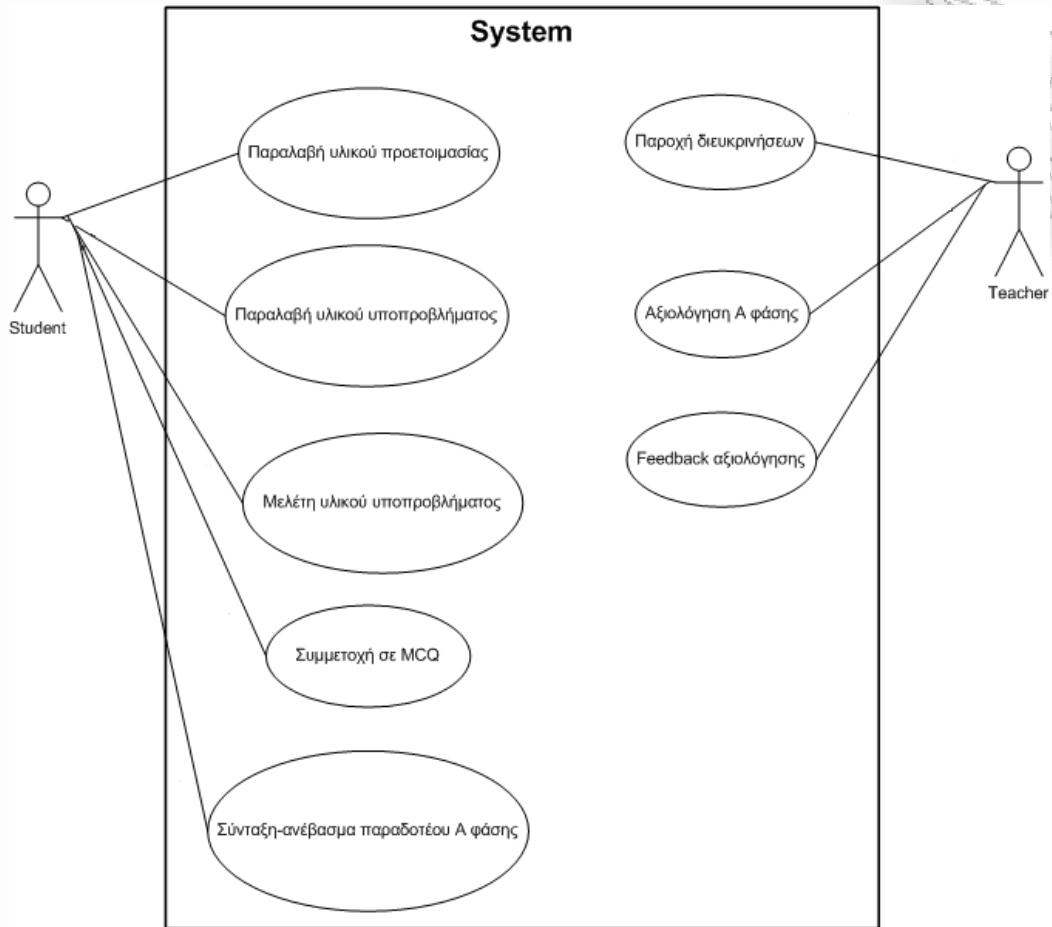 System
Παραλαβή υλικού προετοιμασίας
Παροχή διευκρινήσεων
Student
Teacher
Παραλαβή υλικού υποπροβλήματος
Αξιολόγηση Α φάσης
Μελέτη υλικού υποπροβλήματος
Feedback αξιολόγησης
Συμμετοχή σε MCQ
Σύνταξη-ανέβασμα παραδοτέου Α φάσης